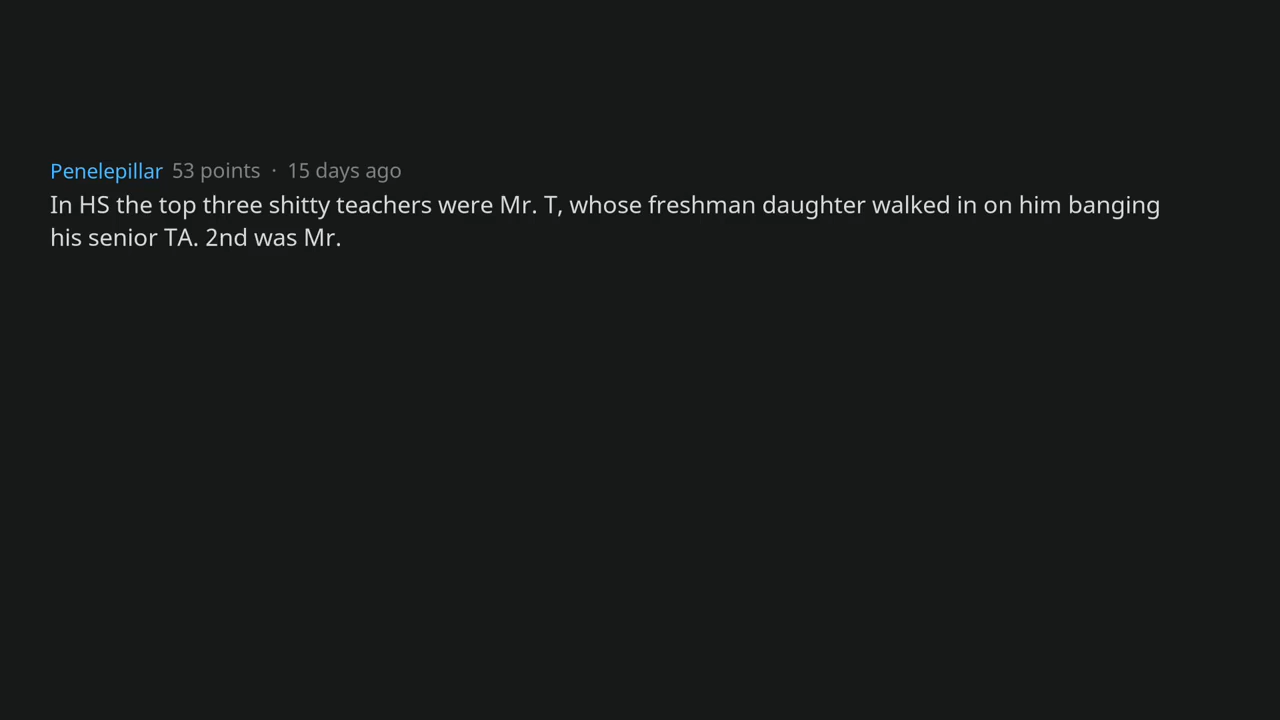 Penelepillar 53 points · 15 days ago
In HS the top three shitty teachers were Mr. T, whose freshman daughter walked in on him banging
his senior TA. 2nd was Mr.